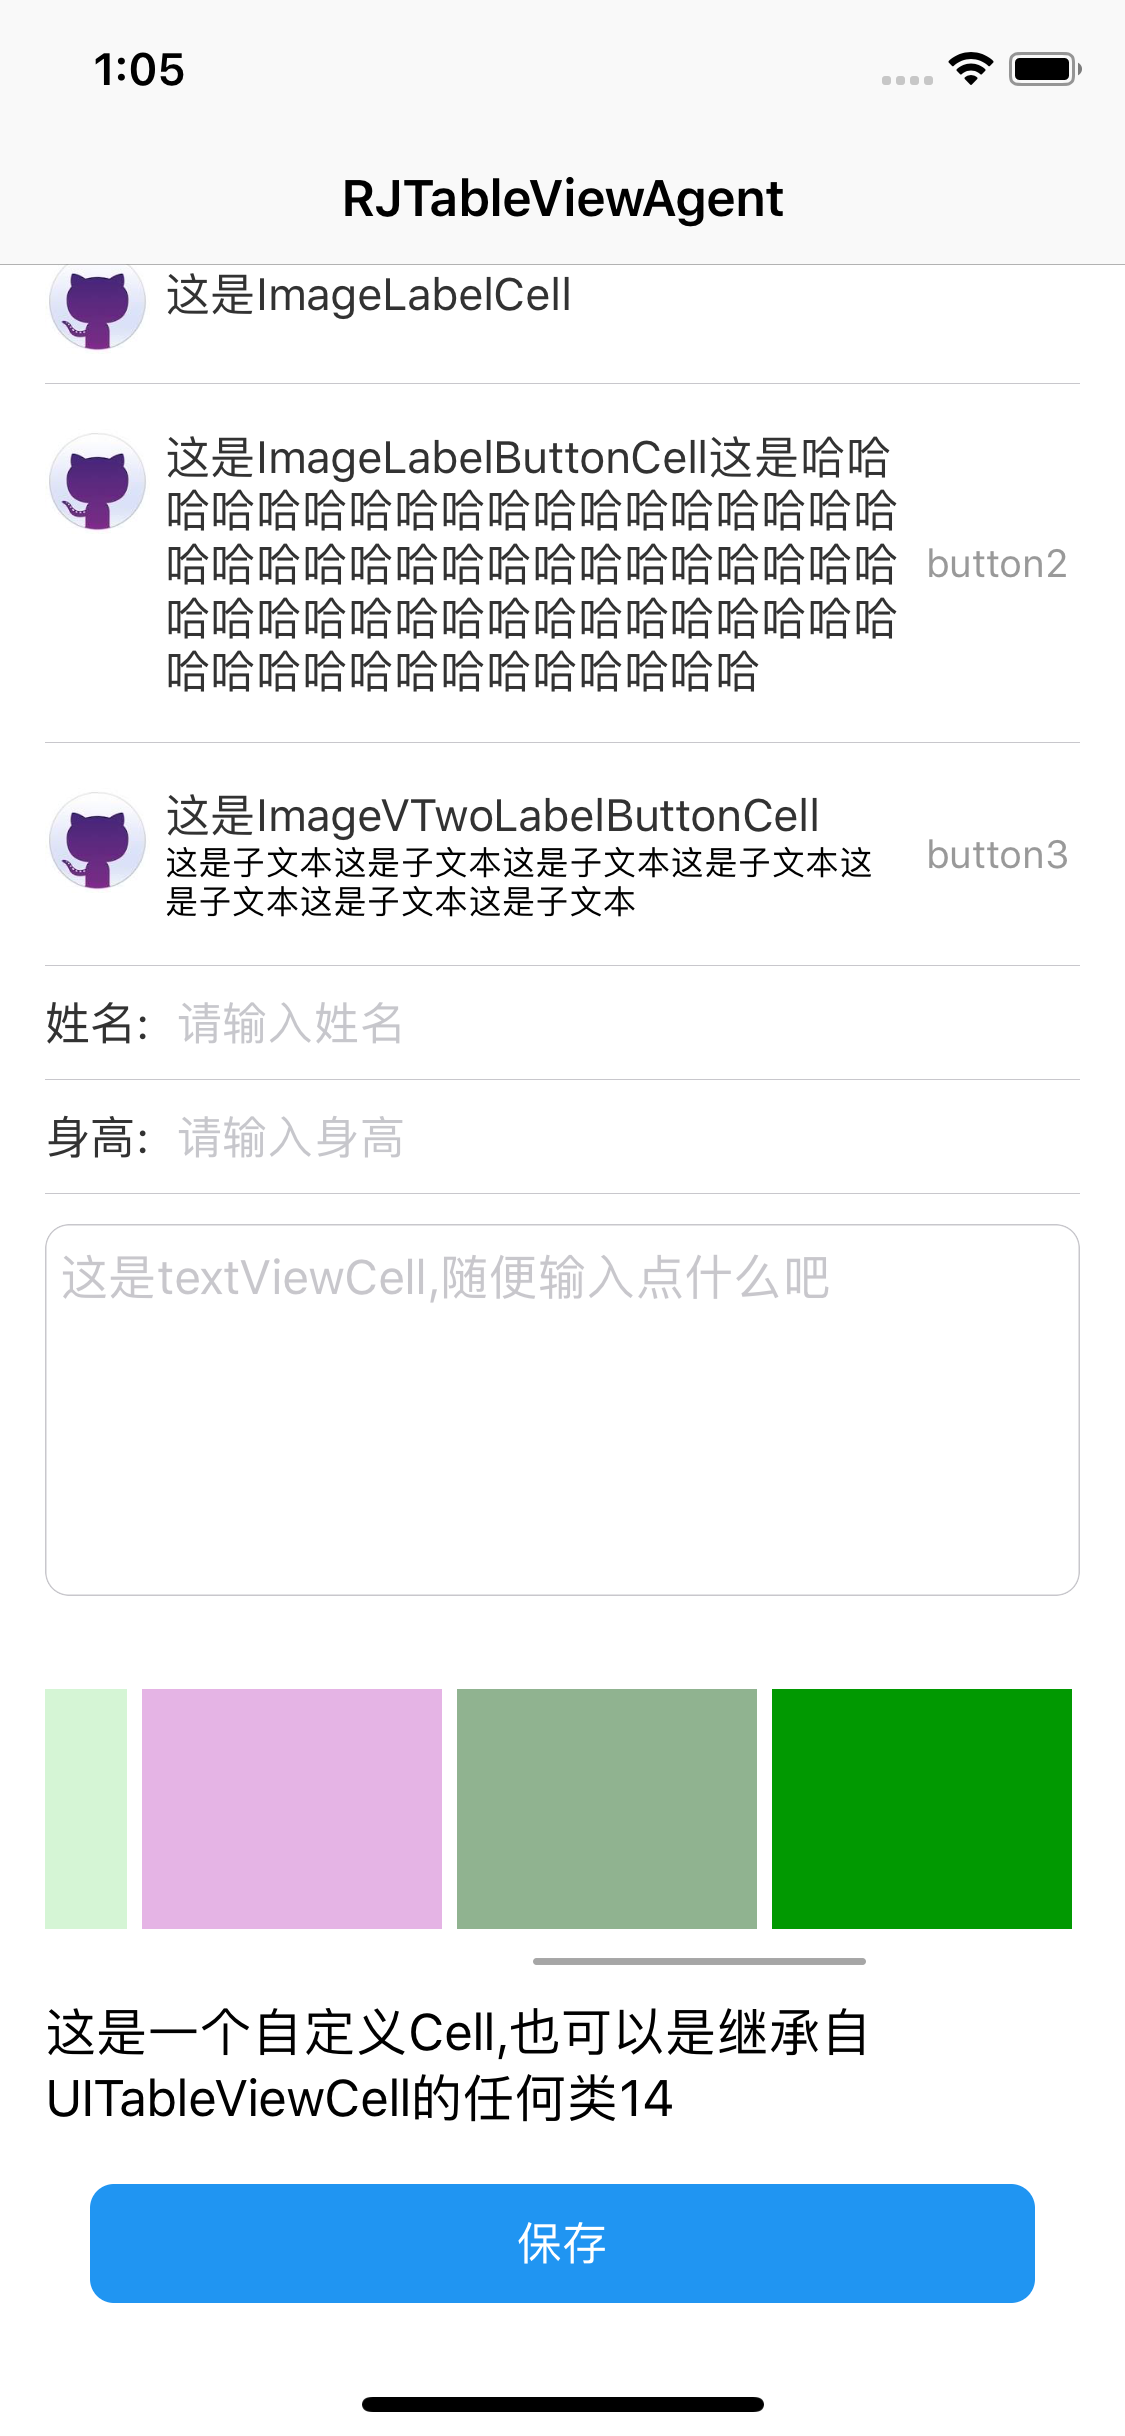 1:05
RJTableViewAgent
这是ImageLabelCell
这是ImageLabelButtonCell这是哈哈
哈哈哈哈哈哈哈哈哈哈哈哈哈哈哈哈
哈哈哈哈哈哈哈哈哈哈哈哈哈哈哈哈
button2
哈哈哈哈哈哈哈哈哈哈哈哈哈哈哈哈
哈哈哈哈哈哈哈哈哈哈哈哈哈
这是ImageVTwoLabelButtonCell
这是子文本这是子文本这是子文本这是子文本这
button3
是子文本这是子文本这是子文本
姓名: 请输入姓名
身高: 请输入身高
这是textViewCell,随便输入点什么吧
这是一个自定义Cell,也可以是继承自
UITableViewCell的任何类14
保存